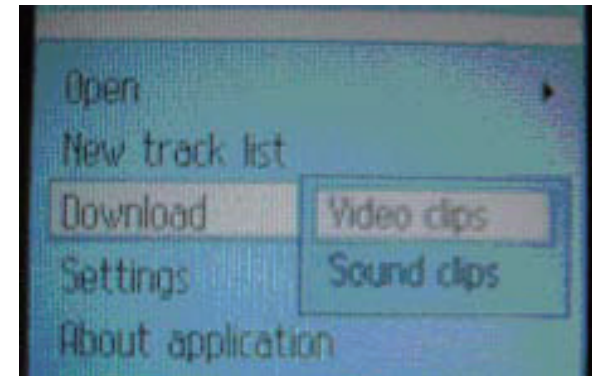 Open
New track list
Download
Video clips
Settings
Sound clips
About application